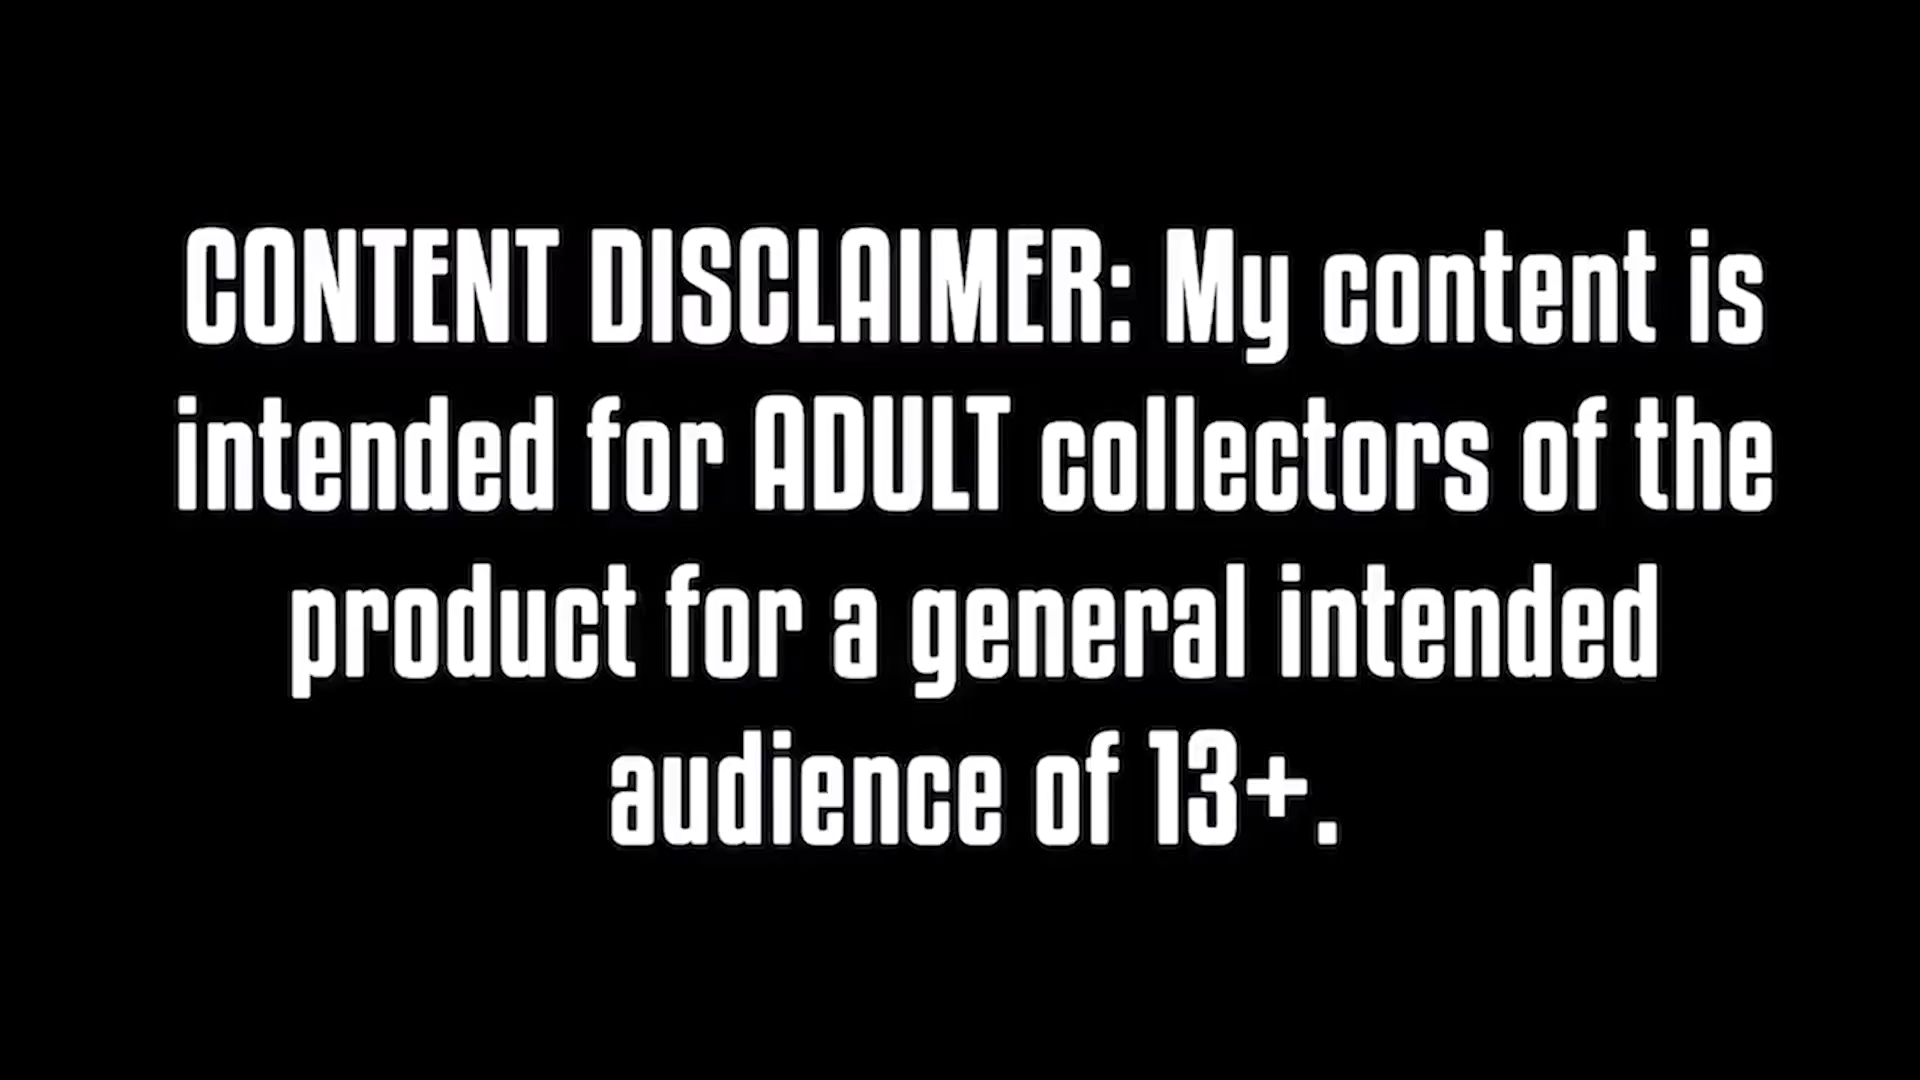 CONTENT DISCLAIMER: My content is
intended for ADULT collectors of the
product for a general intended
audience of 13+.